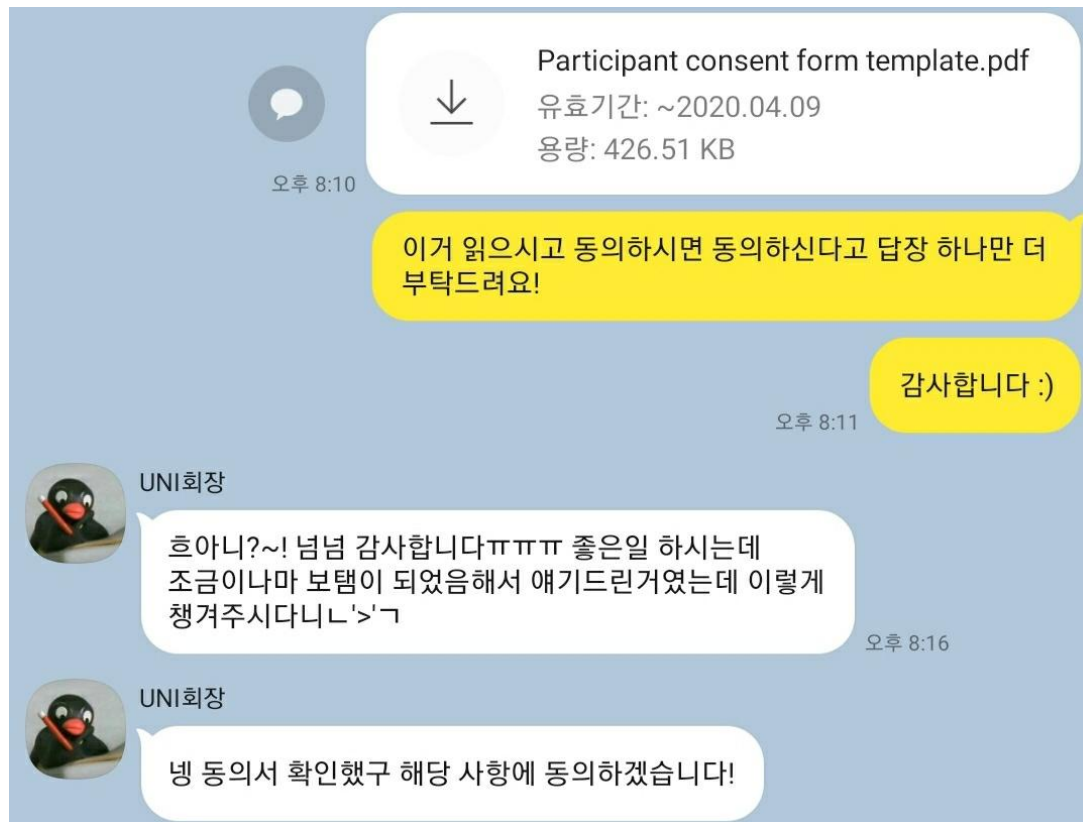 Participant consent form template.pdf
유효기간: ~2020.04.09
용량: 426.51 KB
오후 8:10
이거 읽으시고 동의하시면 동의하신다고 답장 하나만 더
부탁드려요!
감사합니다 :)
오후 8:11
UNI회장
흐아니?~! 넘넘 감사합니다ㅠㅠㅠ 좋은일 하시는데
조금이나마 보탬이 되었음해서 얘기드린거였는데 이렇게
챙겨주시다니ㄴ'>'ㄱ
오후 8:16
UNI회장
넹 동의서 확인했구 해당 사항에 동의하겠습니다!